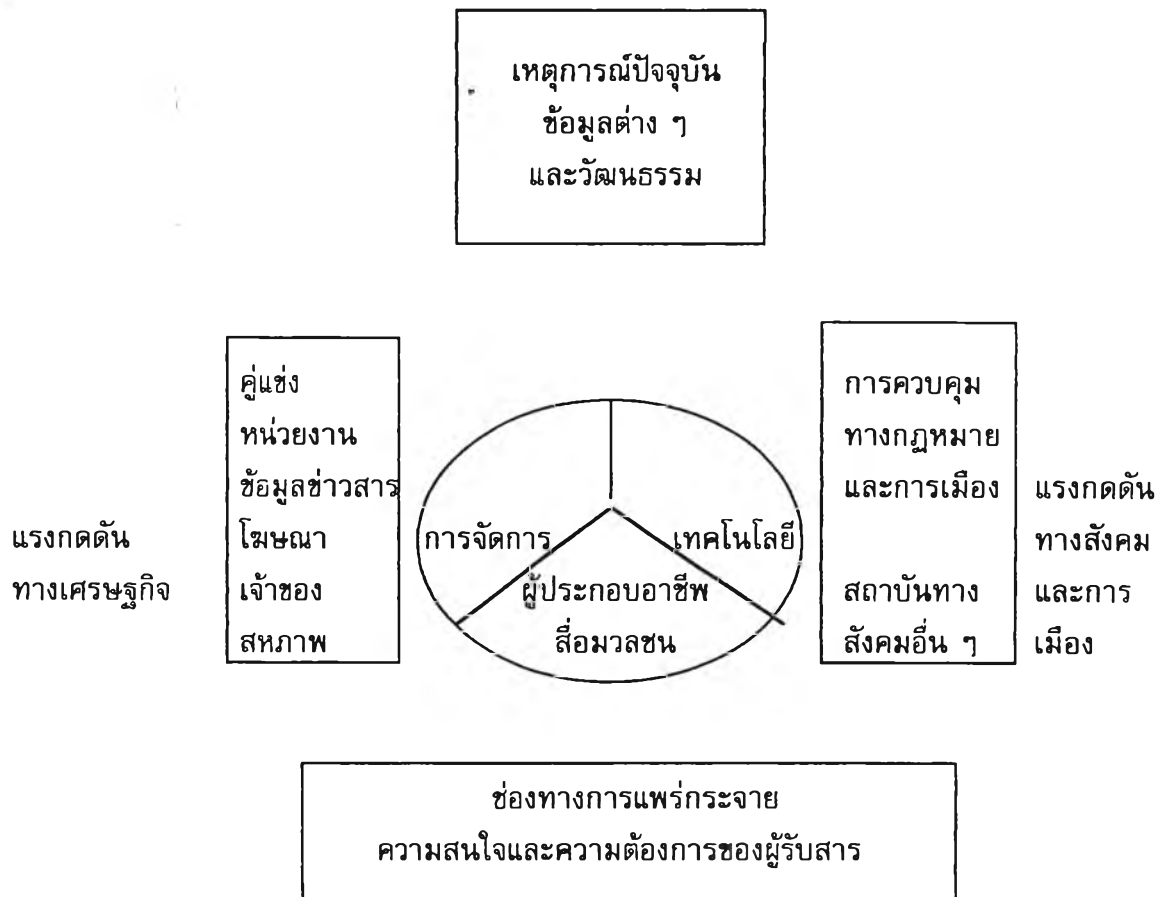 เหตุการณ์ปัจจุบัน
ข้อมูลต่าง ๆ
และวัฒนธรรม
แรงกดดัน
ทางเศรษฐกิจ
คู่แข่ง
หน่วยงาน
ข้อมูลข่าวสาร
โฆษณา
เจ้าของ
สหภาพ
การจัดการ
เทคโนโลยี
ผู้ประกอบอาชีพ
สื่อมวลชน
การควบคุม
ทางกฎหมาย
และการเมือง
สถาบันทาง
สังคมอื่น ๆ
แรงกดดัน
ทางสังคม
และการ
เมือง
ช่องทางการแพร่กระจาย
ความสนใจและความต้องการของผู้รับสาร